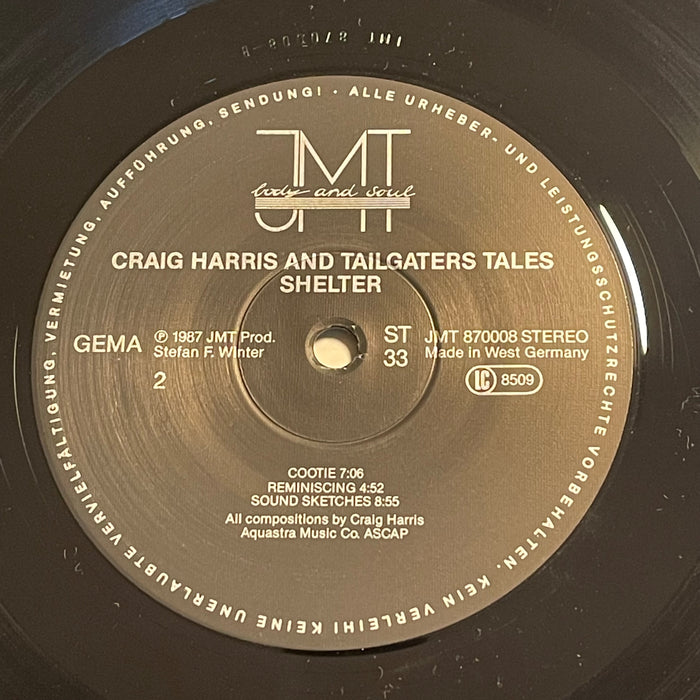 JMT 870008-B
ALLE URHEBER- UND LEISTUNGSSCHUTZRECHTE VORBEHALTEN. KEIN VERLEIH! KEINE UNERLAUBTE VERVIELFÄLTIGUNG, VERMIETUNG, AUFFÜHRUNG, SENDUNG! ·
JMT
body and soul
CRAIG HARRIS AND TAILGATERS TALES
SHELTER
GEMA
℗ 1987 JMT Prod.
Stefan F. Winter
2
ST
33
JMT 870008 STEREO
Made in West Germany
LC 8509
COOTIE 7:06
REMINISCING 4:52
SOUND SKETCHES 8:55
All compositions by Craig Harris
Aquastra Music Co. ASCAP